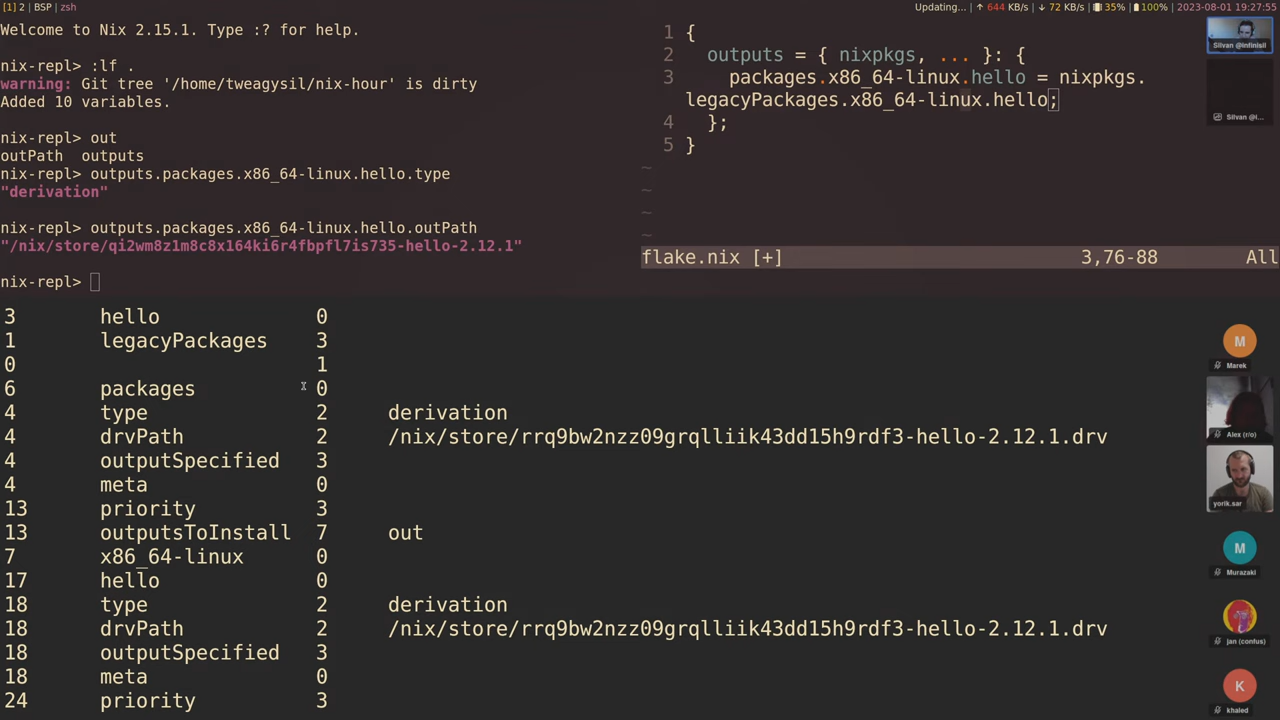 [1] 2 | BSP | zsh
Updating... | ↑ 644 KB/s | ↓ 72 KB/s | 35% | 100% | 2023-08-01 19:27:55
Welcome to Nix 2.15.1. Type :? for help.
nix-repl> :lf .
warning: Git tree '/home/tweagysil/nix-hour' is dirty
Added 10 variables.
nix-repl> out
outPath outputs
nix-repl> outputs.packages.x86_64-linux.hello.type
"derivation"
nix-repl> outputs.packages.x86_64-linux.hello.outPath
"/nix/store/qi2wm8z1m8c8x164ki6r4fbpfl7is735-hello-2.12.1"
nix-repl>
1 {
2 outputs = { nixpkgs, ... }: {
3 packages.x86_64-linux.hello = nixpkgs.
legacyPackages.x86_64-linux.hello;
4 };
5 }
~
~
~
~
flake.nix [+] 3,76-88 All
3 hello 0
1 legacyPackages 3
0 1
6 packages 0
4 type 2 derivation
4 drvPath 2 /nix/store/rrq9bw2nzz09grqlliik43dd15h9rdf3-hello-2.12.1.drv
4 outputSpecified 3
4 meta 0
13 priority 3
13 outputsToInstall 7 out
7 x86_64-linux 0
17 hello 0
18 type 2 derivation
18 drvPath 2 /nix/store/rrq9bw2nzz09grqlliik43dd15h9rdf3-hello-2.12.1.drv
18 outputSpecified 3
18 meta 0
24 priority 3
Silvan @infinisil
Silvan @i...
M
Marek
Alex (r/o)
yorik.sar
M
Murazaki
jan (confus)
K
khaled